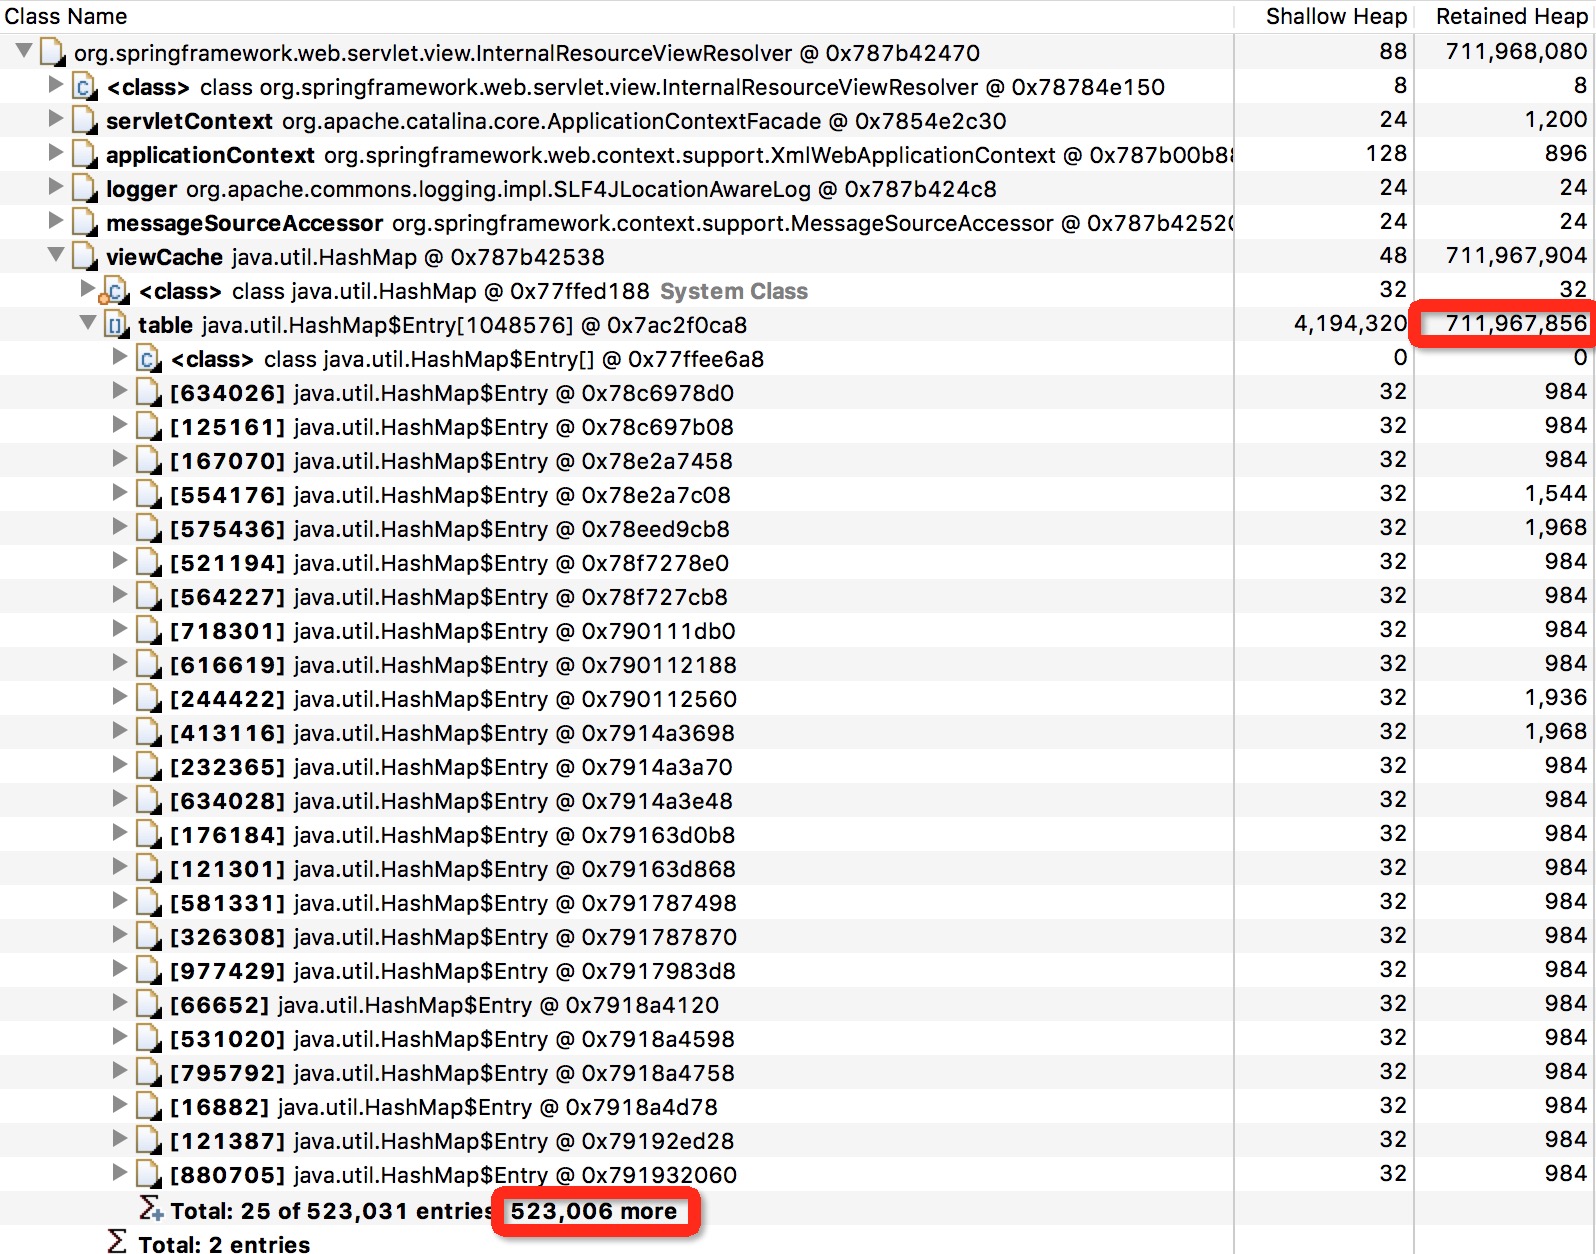 Class Name Shallow Heap Retained Heap
org.springframework.web.servlet.view.InternalResourceViewResolver @ 0x787b42470 88 711,968,080
<class> class org.springframework.web.servlet.view.InternalResourceViewResolver @ 0x78784e150 8 8
servletContext org.apache.catalina.core.ApplicationContextFacade @ 0x7854e2c30 24 1,200
applicationContext org.springframework.web.context.support.XmlWebApplicationContext @ 0x787b00b8 128 896
logger org.apache.commons.logging.impl.SLF4JLocationAwareLog @ 0x787b424c8 24 24
messageSourceAccessor org.springframework.context.support.MessageSourceAccessor @ 0x787b42520 24 24
viewCache java.util.HashMap @ 0x787b42538 48 711,967,904
<class> class java.util.HashMap @ 0x77ffed188 System Class 32 32
table java.util.HashMap$Entry[1048576] @ 0x7ac2f0ca8 4,194,320 711,967,856
<class> class java.util.HashMap$Entry[] @ 0x77ffee6a8 0 0
[634026] java.util.HashMap$Entry @ 0x78c6978d0 32 984
[125161] java.util.HashMap$Entry @ 0x78c697b08 32 984
[167070] java.util.HashMap$Entry @ 0x78e2a7458 32 984
[554176] java.util.HashMap$Entry @ 0x78e2a7c08 32 1,544
[575436] java.util.HashMap$Entry @ 0x78eed9cb8 32 1,968
[521194] java.util.HashMap$Entry @ 0x78f7278e0 32 984
[564227] java.util.HashMap$Entry @ 0x78f727cb8 32 984
[718301] java.util.HashMap$Entry @ 0x790111db0 32 984
[616619] java.util.HashMap$Entry @ 0x790112188 32 984
[244422] java.util.HashMap$Entry @ 0x790112560 32 1,936
[413116] java.util.HashMap$Entry @ 0x7914a3698 32 1,968
[232365] java.util.HashMap$Entry @ 0x7914a3a70 32 984
[634028] java.util.HashMap$Entry @ 0x7914a3e48 32 984
[176184] java.util.HashMap$Entry @ 0x79163d0b8 32 984
[121301] java.util.HashMap$Entry @ 0x79163d868 32 984
[581331] java.util.HashMap$Entry @ 0x791787498 32 984
[326308] java.util.HashMap$Entry @ 0x791787870 32 984
[977429] java.util.HashMap$Entry @ 0x7917983d8 32 984
[66652] java.util.HashMap$Entry @ 0x7918a4120 32 984
[531020] java.util.HashMap$Entry @ 0x7918a4598 32 984
[795792] java.util.HashMap$Entry @ 0x7918a4758 32 984
[16882] java.util.HashMap$Entry @ 0x7918a4d78 32 984
[121387] java.util.HashMap$Entry @ 0x79192ed28 32 984
[880705] java.util.HashMap$Entry @ 0x791932060 32 984
Total: 25 of 523,031 entries 523,006 more
Total: 2 entries